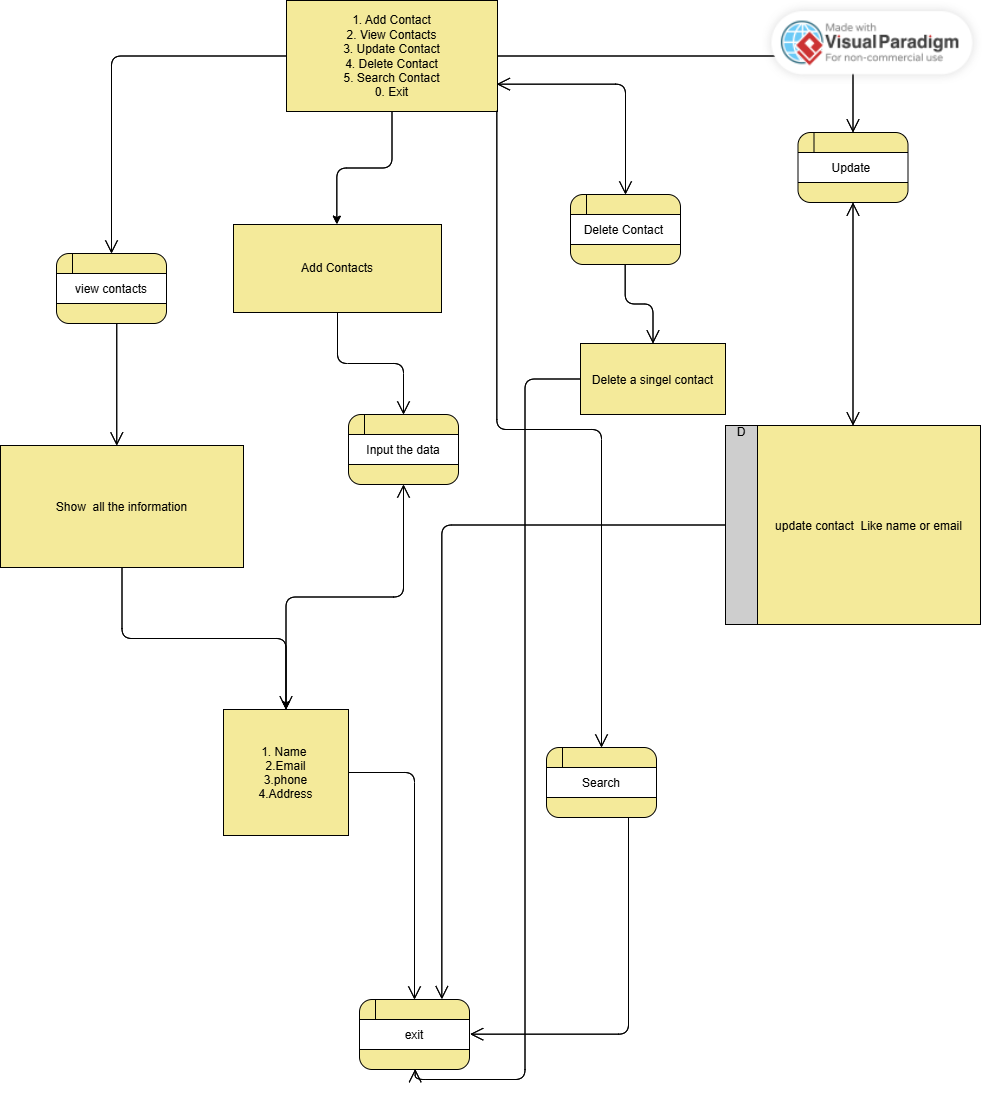 1. Add Contact
2. View Contacts
3. Update Contact
4. Delete Contact
5. Search Contact
0. Exit
Made with
Visual Paradigm
For non-commercial use
Update
Delete Contact
Add Contacts
view contacts
Delete a singel contact
Input the data
D
Show  all the information
update contact  Like name or email
1. Name
2.Email
3.phone
4.Address
Search
exit